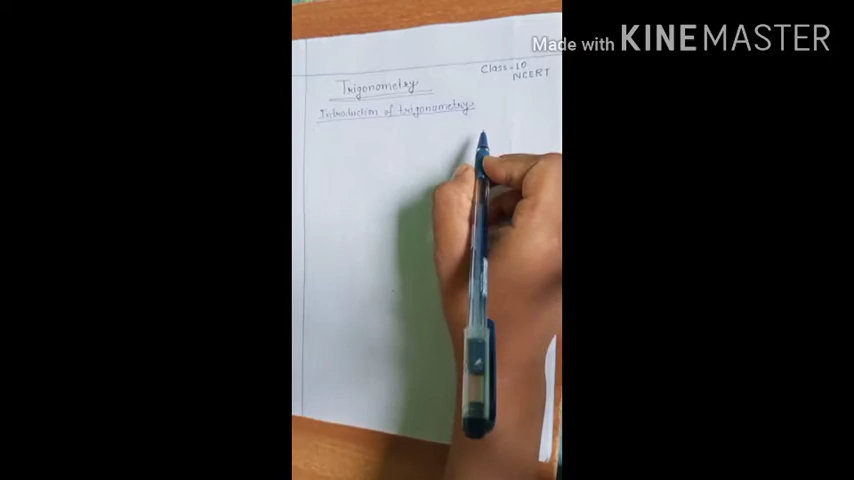 Made with KINEMASTER
Class-10
NCERT
Trigonometry
Introduction of trigonometry